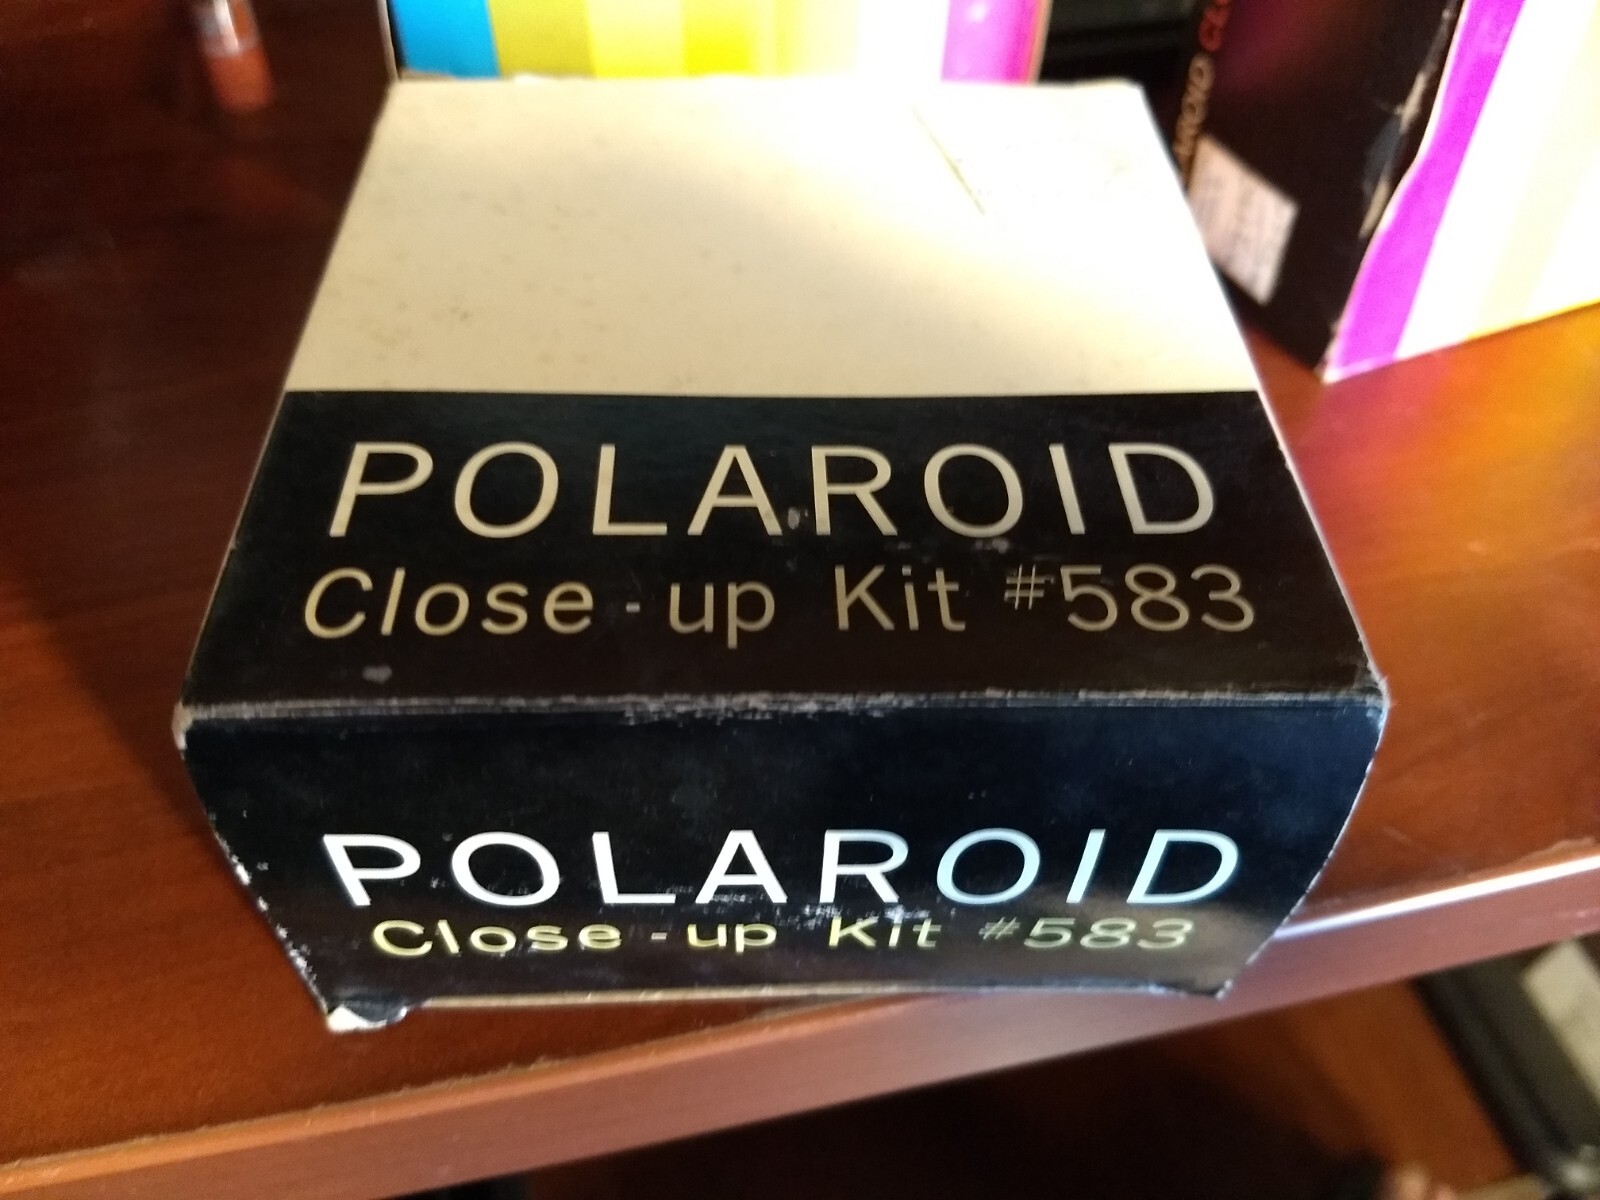 POLAROID
Close-up Kit #583
POLAROID
Close-up Kit #583